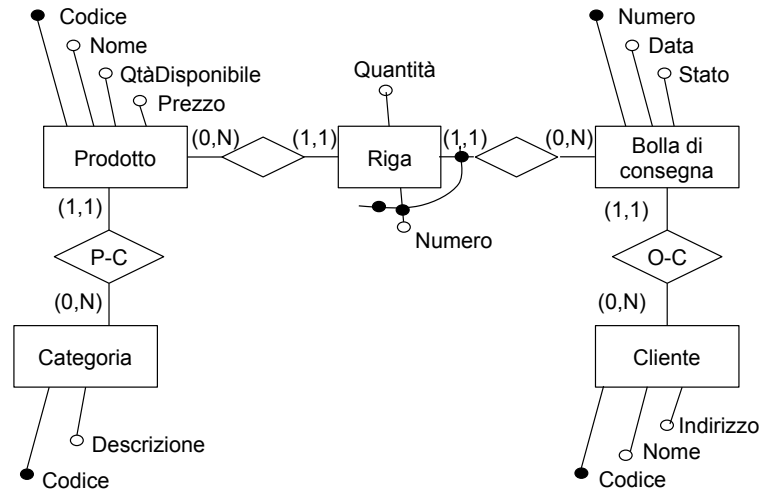 Codice
Nome
QtàDisponibile
Prezzo
Quantità
Numero
Data
Stato
Prodotto
(0,N)
(1,1)
Riga
(1,1)
(0,N)
Bolla di
consegna
(1,1)
Numero
(1,1)
P-C
O-C
(0,N)
(0,N)
Categoria
Cliente
Descrizione
Codice
Indirizzo
Nome
Codice